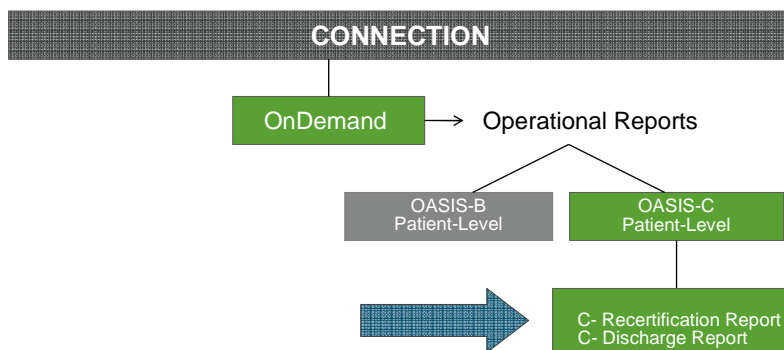 CONNECTION
OnDemand
Operational Reports
OASIS-B
Patient-Level
OASIS-C
Patient-Level
C- Recertification Report
C- Discharge Report